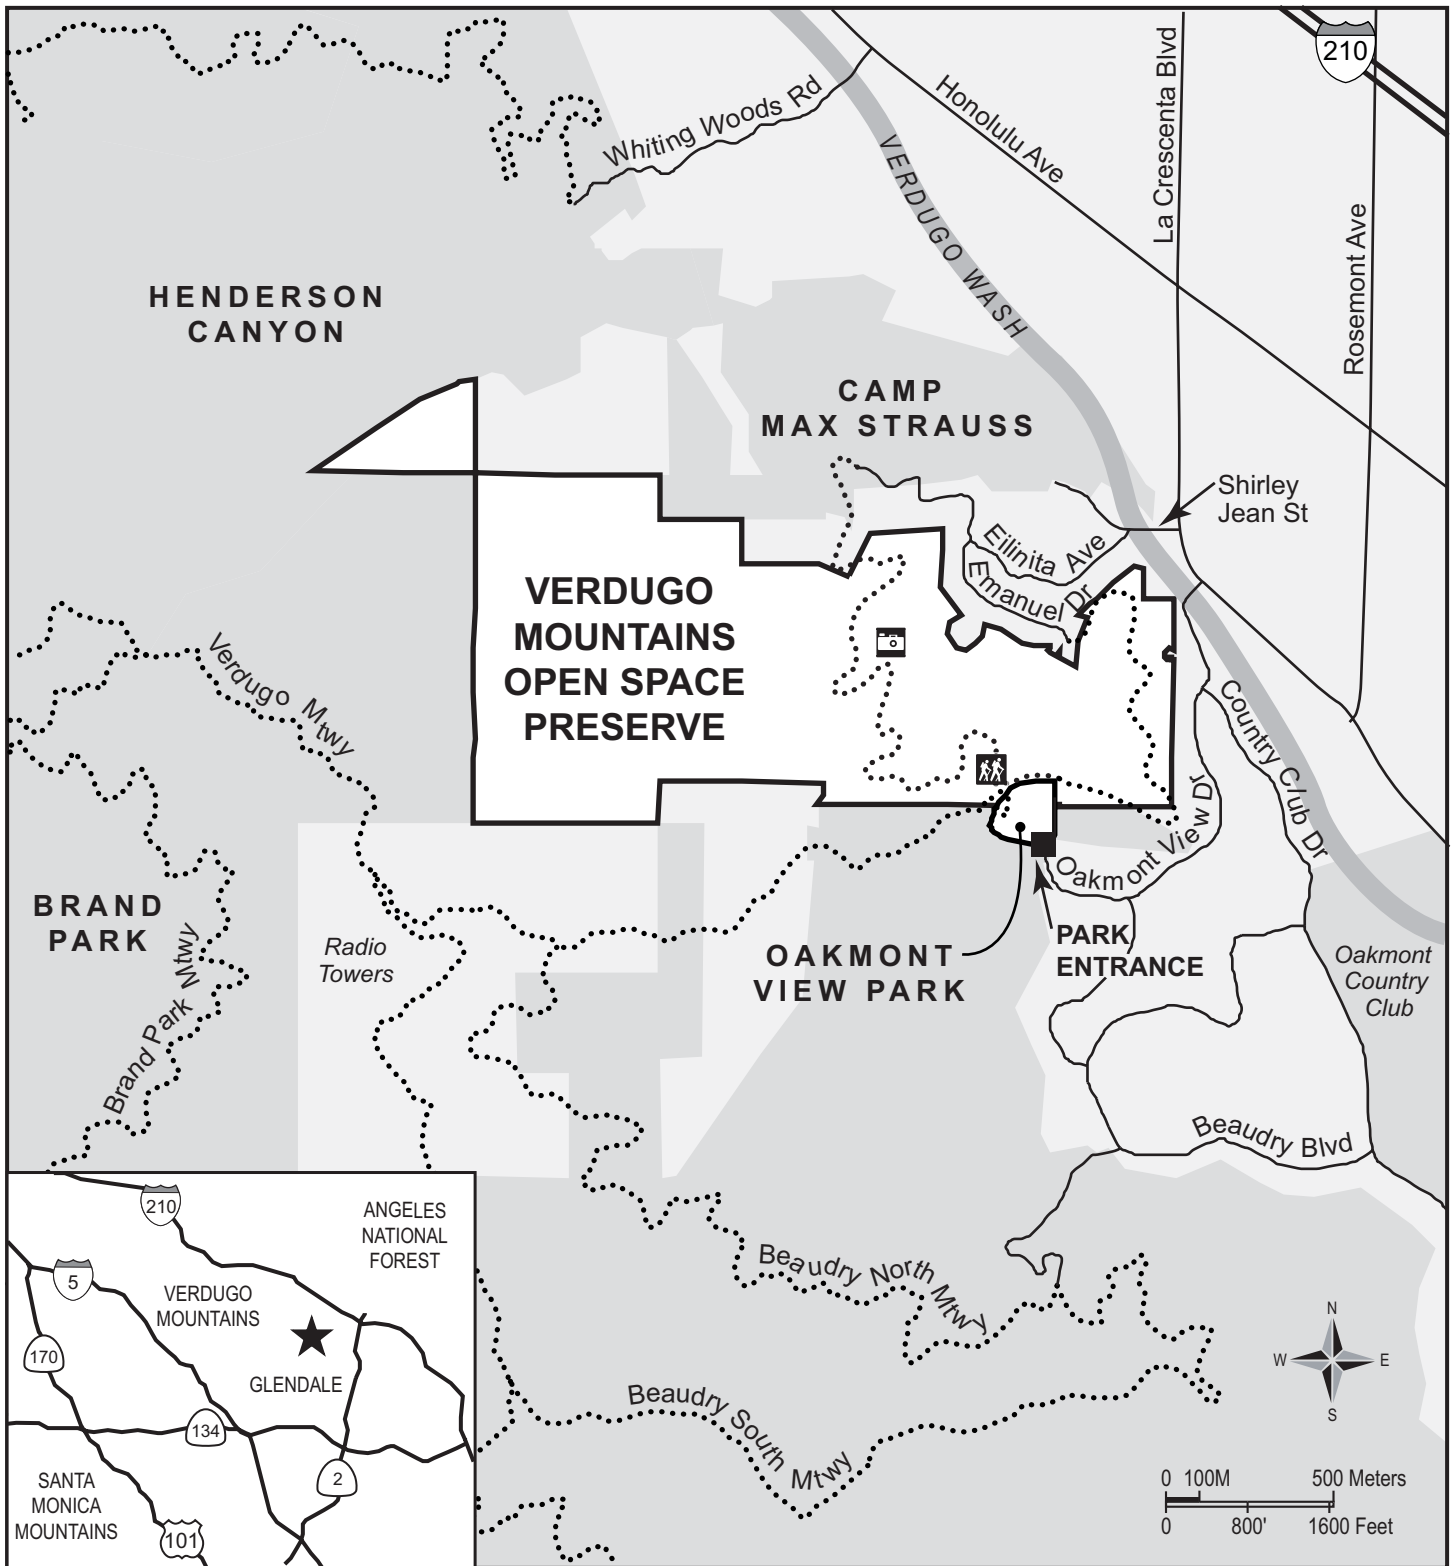 210
La Crescenta Blvd
Honolulu Ave
Whiting Woods Rd
VERDUGO WASH
Rosemont Ave
HENDERSON
CANYON
CAMP
MAX STRAUSS
Shirley
Jean St
Eilinita Ave
Emanuel Dr
VERDUGO
MOUNTAINS
OPEN SPACE
PRESERVE
Verdugo Mtwy
Country Club Dr
Oakmont View Dr
BRAND
PARK
Brand Park Mtwy
Radio
Towers
OAKMONT
VIEW PARK
PARK
ENTRANCE
Oakmont
Country
Club
Beaudry Blvd
Beaudry North Mtwy
Beaudry South Mtwy
210
ANGELES
NATIONAL
FOREST
5
VERDUGO
MOUNTAINS
170
GLENDALE
134
2
SANTA
MONICA
MOUNTAINS
101
N
W E
S
0 100M 500 Meters
0 800' 1600 Feet